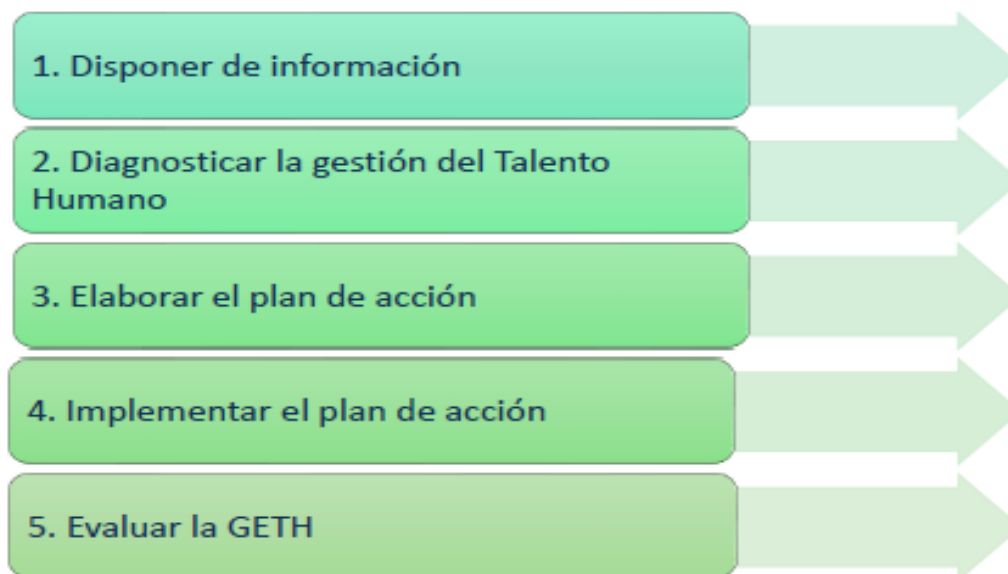 1. Disponer de información
2. Diagnosticar la gestión del Talento
Humano
3. Elaborar el plan de acción
4. Implementar el plan de acción
5. Evaluar la GETH